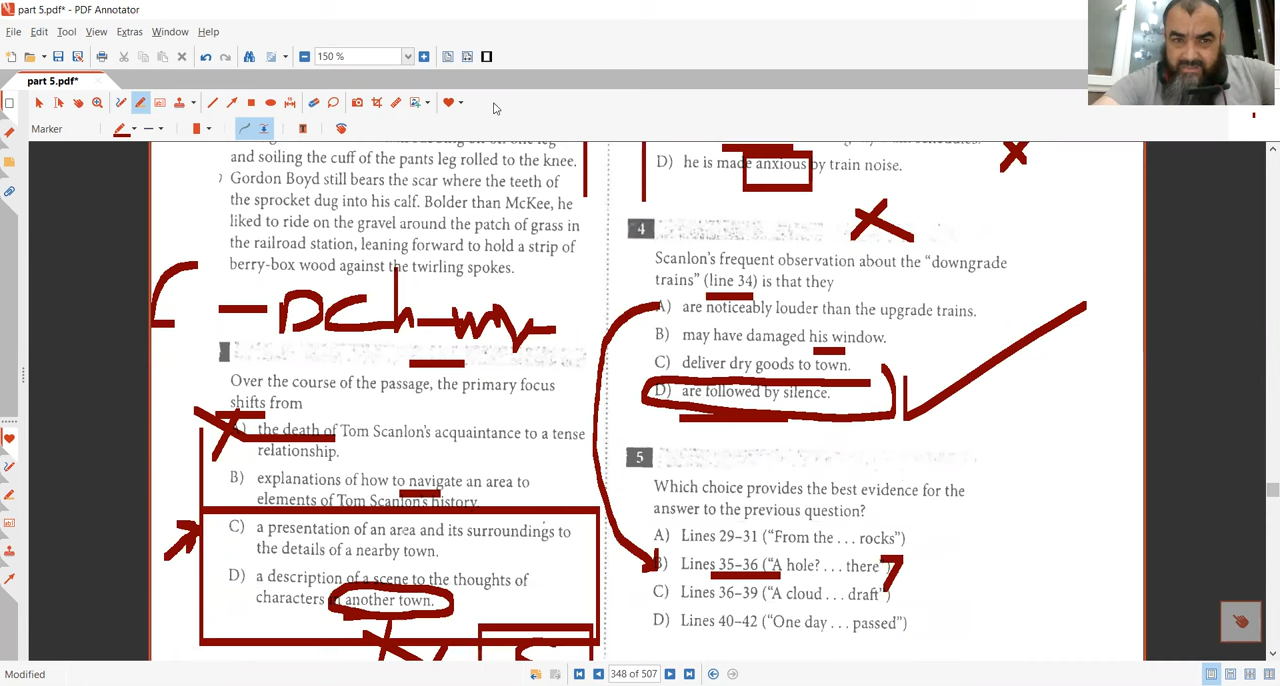 part 5.pdf* - PDF Annotator
File Edit Tool View Extras Window Help
150 %
part 5.pdf*
Marker
and soiling the cuff of the pants leg rolled to the knee.
Gordon Boyd still bears the scar where the teeth of
the sprocket dug into his calf. Bolder than McKee, he
liked to ride on the gravel around the patch of grass in
the railroad station, leaning forward to hold a strip of
berry-box wood against the twirling spokes.
Over the course of the passage, the primary focus
shifts from
A) the death of Tom Scanlon's acquaintance to a tense
relationship.
B) explanations of how to navigate an area to
elements of Tom Scanlon's history.
C) a presentation of an area and its surroundings to
the details of a nearby town.
D) a description of a scene to the thoughts of
characters in another town.
D) he is made anxious by train noise.
4
Scanlon's frequent observation about the "downgrade
trains" (line 34) is that they
A) are noticeably louder than the upgrade trains.
B) may have damaged his window.
C) deliver dry goods to town.
D) are followed by silence.
5
Which choice provides the best evidence for the
answer to the previous question?
A) Lines 29–31 ("From the . . . rocks")
B) Lines 35–36 ("A hole? . . . there")
C) Lines 36–39 ("A cloud . . . draft")
D) Lines 40–42 ("One day . . . passed")
Modified
348 of 507